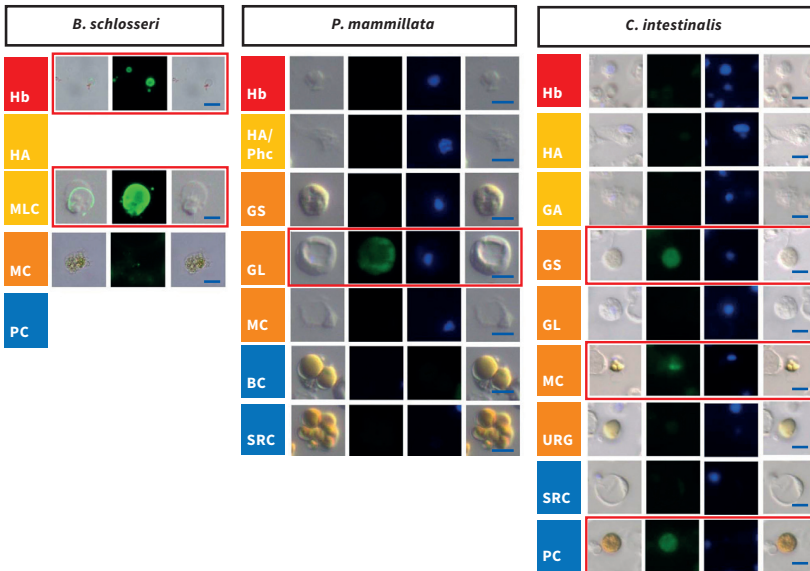 B. schlosseri
Hb
HA
MLC
MC
PC
P. mammillata
Hb
HA/
Phc
GS
GL
MC
BC
SRC
C. intestinalis
Hb
HA
GA
GS
GL
MC
URG
SRC
PC